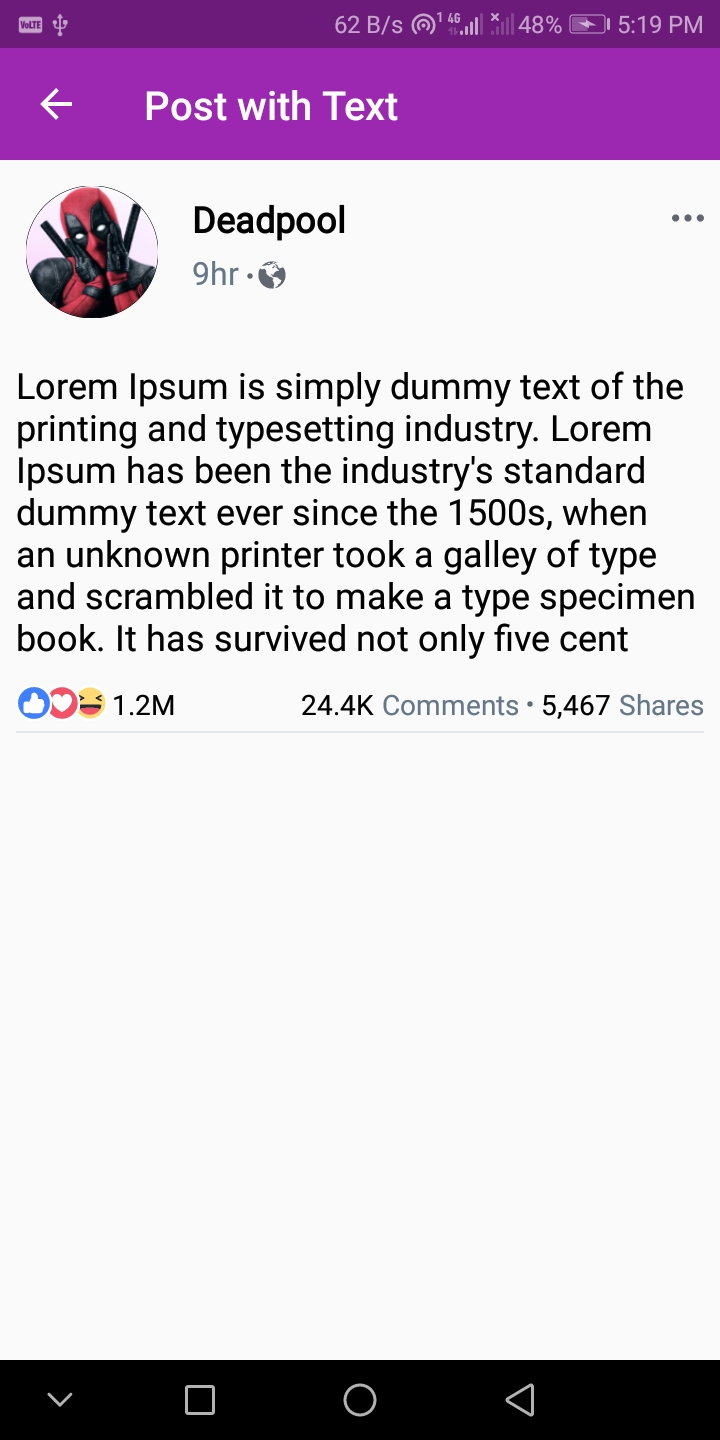 VoLTE 62 B/s 1 4G 48% 5:19 PM
Post with Text
Deadpool
9hr •
Lorem Ipsum is simply dummy text of the
printing and typesetting industry. Lorem
Ipsum has been the industry's standard
dummy text ever since the 1500s, when
an unknown printer took a galley of type
and scrambled it to make a type specimen
book. It has survived not only five cent
1.2M 24.4K Comments • 5,467 Shares